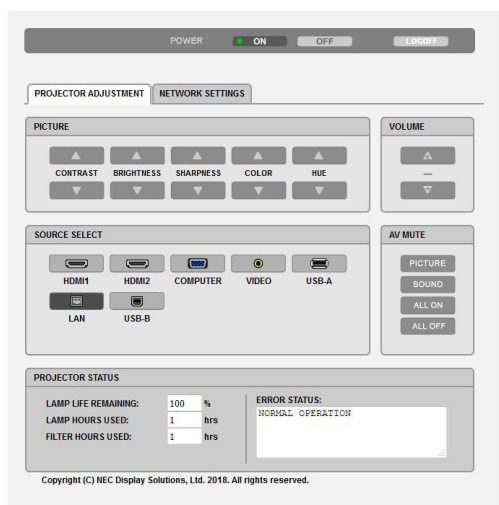 POWER ON OFF LOGOFF
PROJECTOR ADJUSTMENT NETWORK SETTINGS
PICTURE
CONTRAST BRIGHTNESS SHARPNESS COLOR HUE
VOLUME
---
SOURCE SELECT
HDMI1 HDMI2 COMPUTER VIDEO USB-A
LAN USB-B
AV MUTE
PICTURE
SOUND
ALL ON
ALL OFF
PROJECTOR STATUS
LAMP LIFE REMAINING: 100 %
LAMP HOURS USED: 1 hrs
FILTER HOURS USED: 1 hrs
ERROR STATUS:
NORMAL OPERATION
Copyright (C) NEC Display Solutions, Ltd. 2018. All rights reserved.